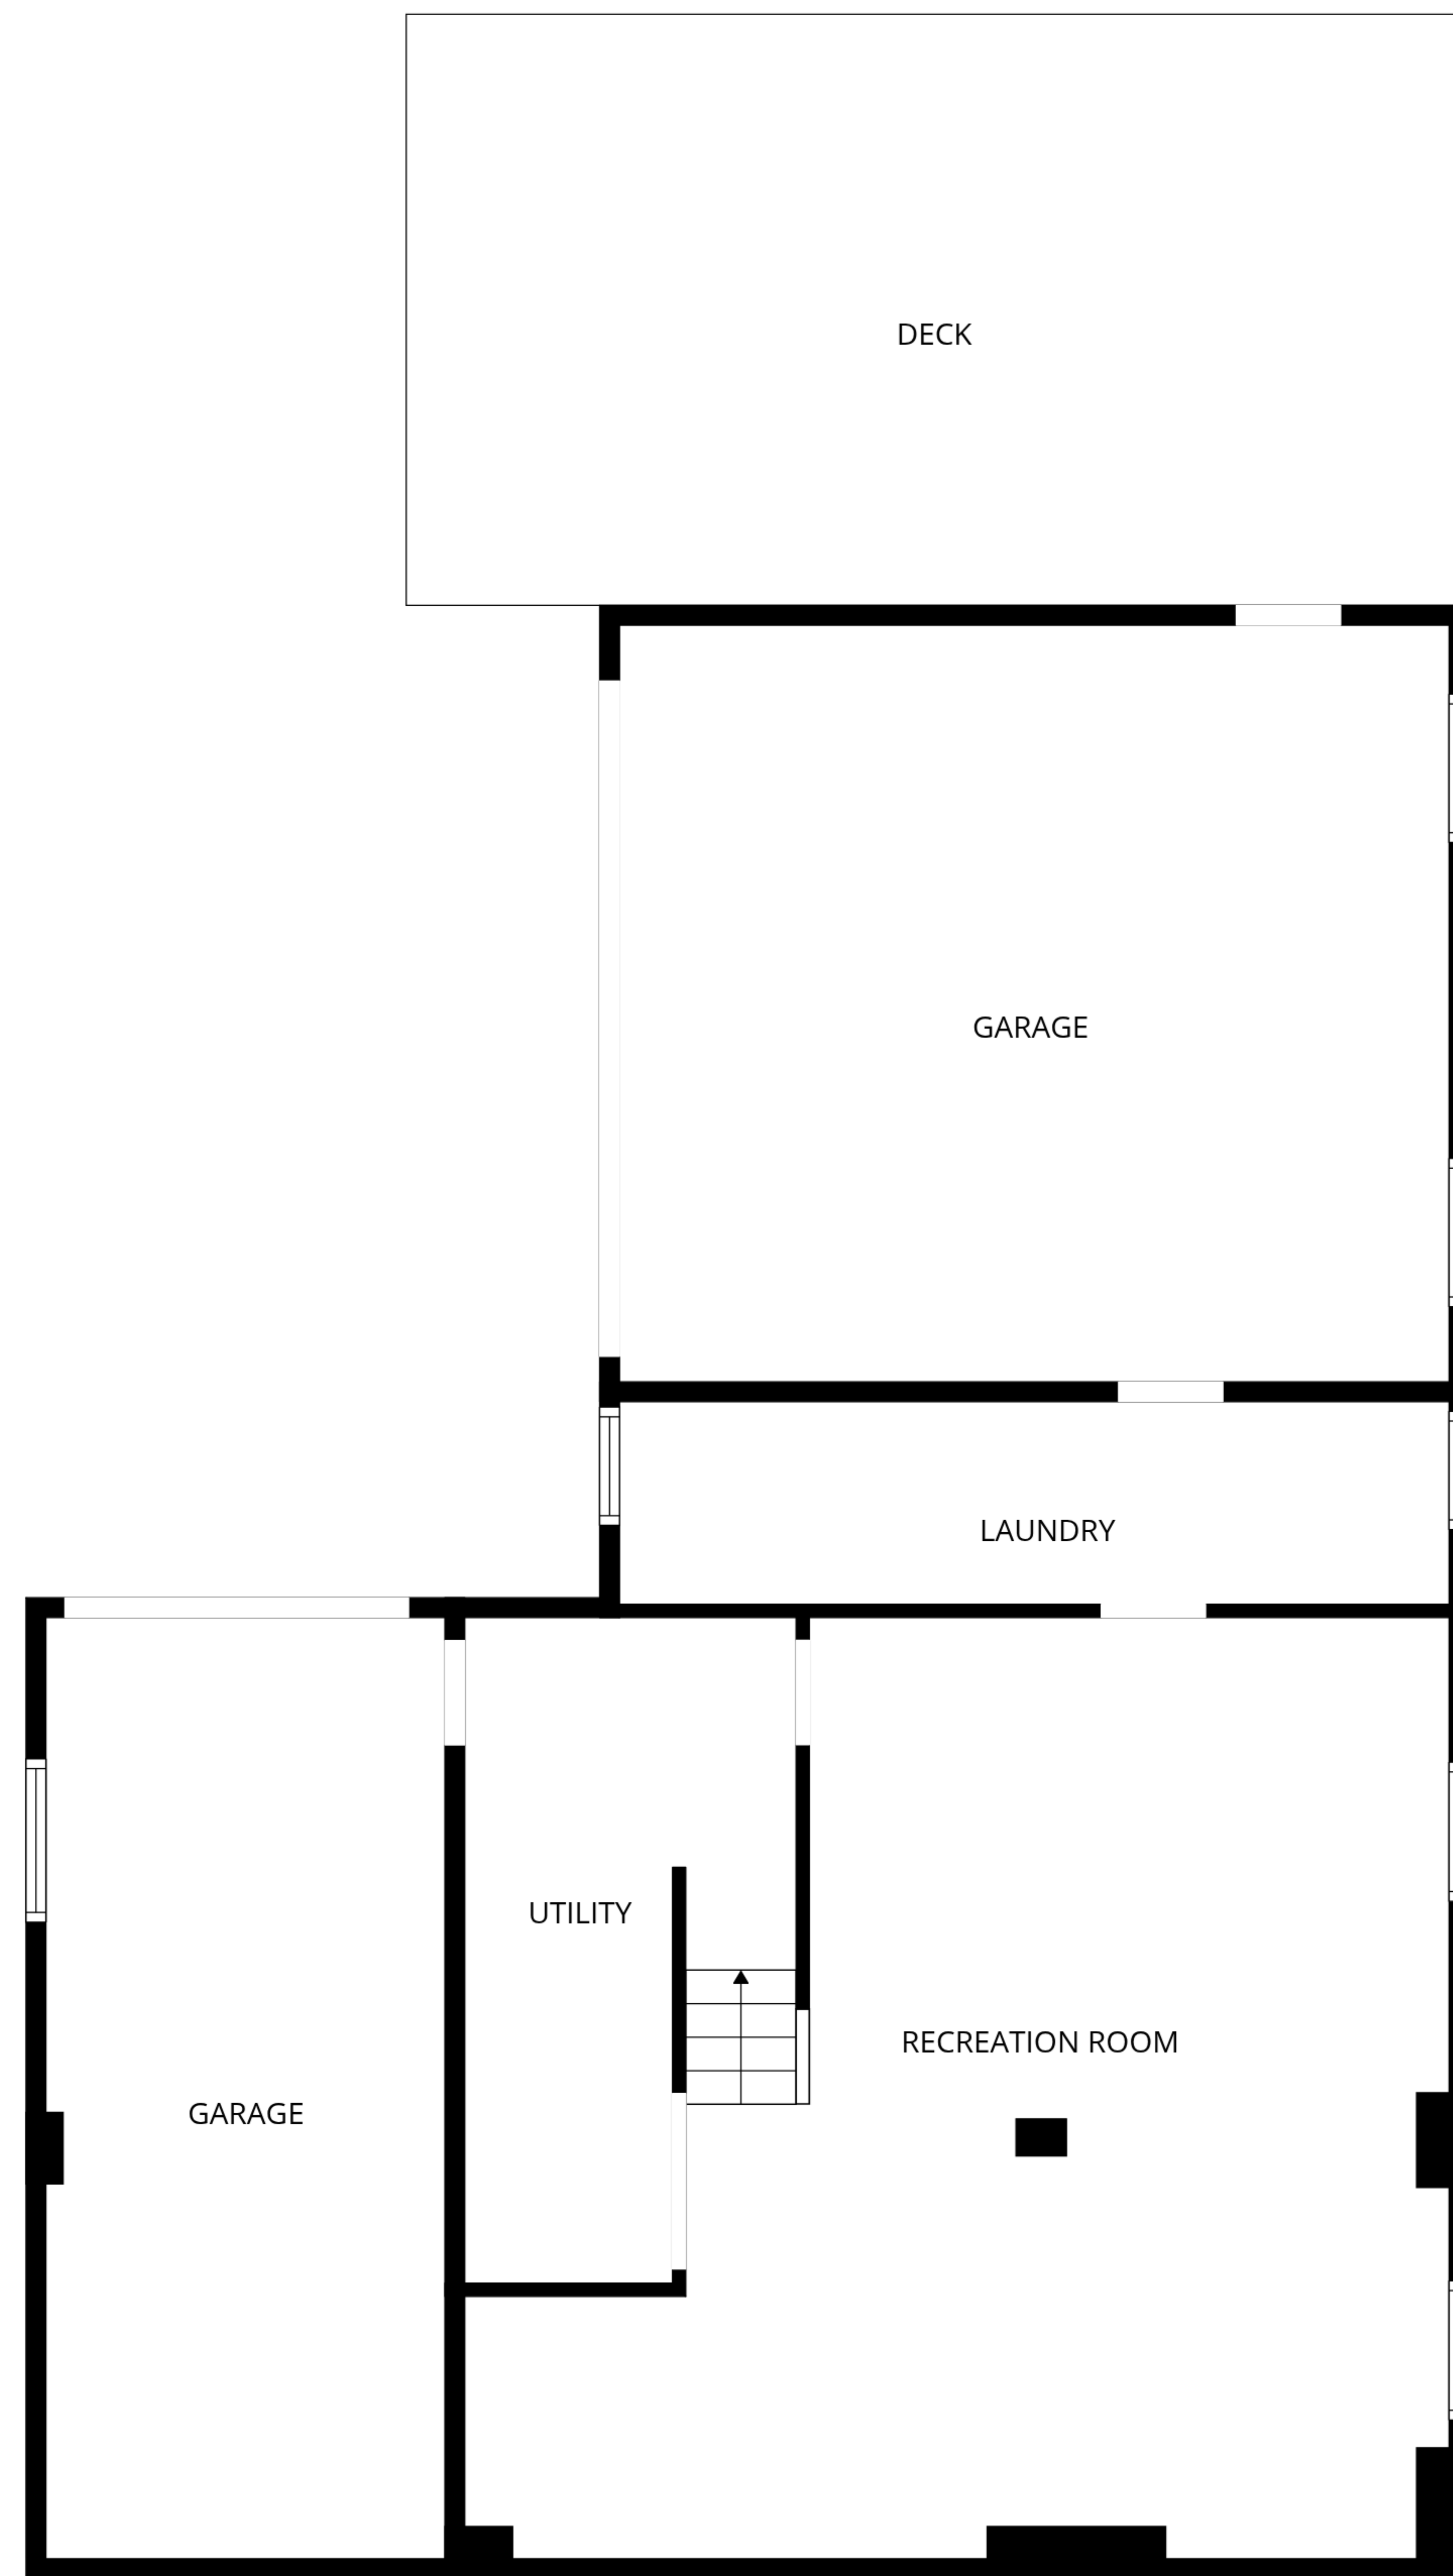 DECK
GARAGE
LAUNDRY
UTILITY
RECREATION ROOM
GARAGE